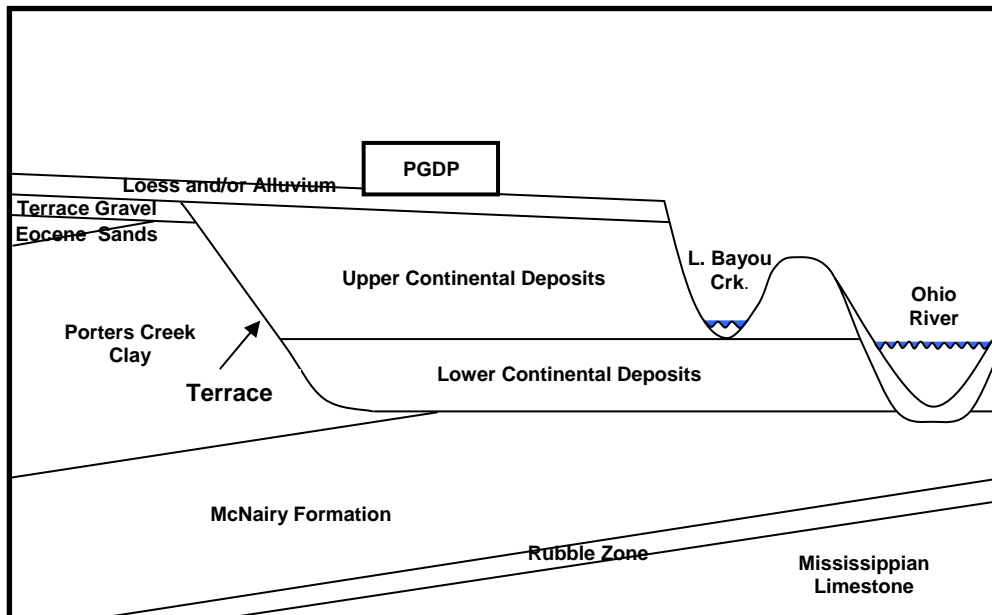 PGDP
Loess and/or Alluvium
Terrace Gravel
Eocene Sands
L. Bayou
Crk.
Upper Continental Deposits
Ohio
River
Porters Creek
Clay
Lower Continental Deposits
Terrace
McNairy Formation
Rubble Zone
Mississippian
Limestone